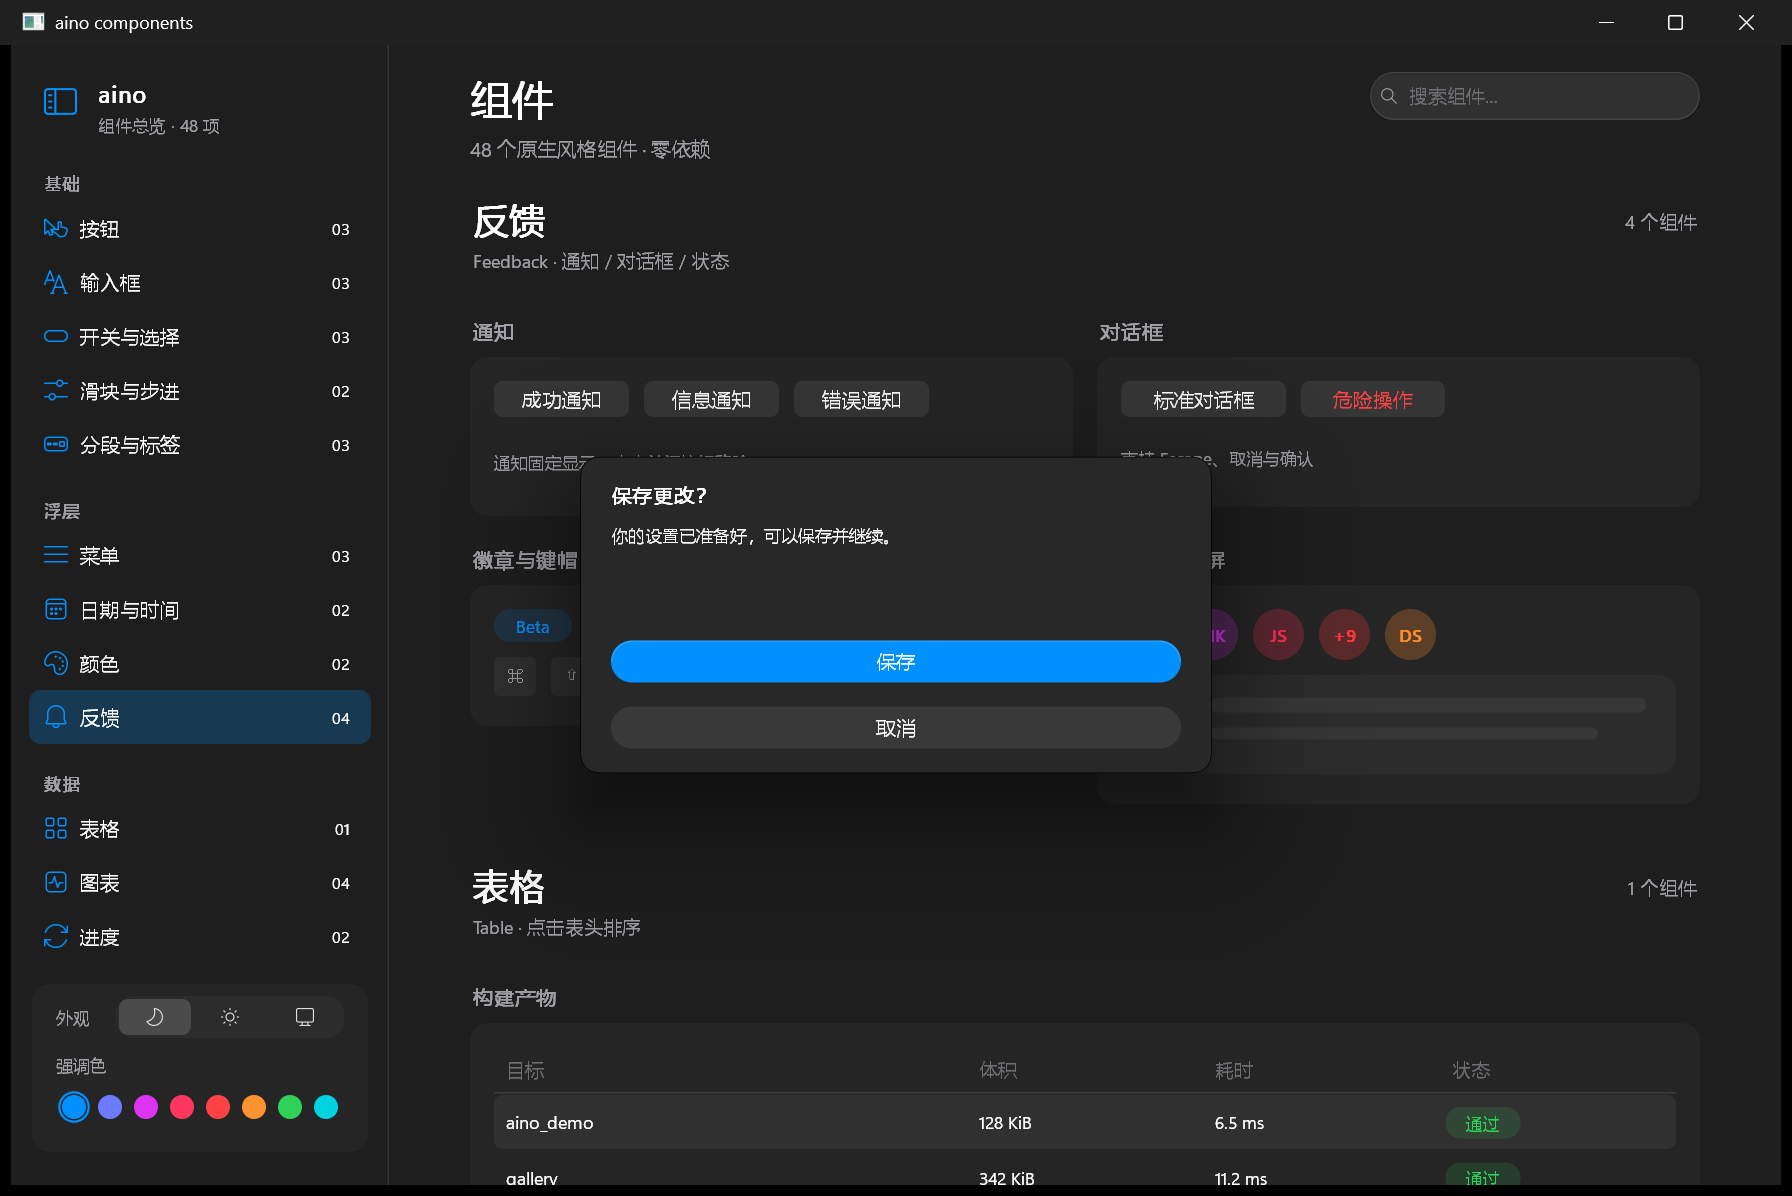 aino components
aino
组件总览 · 48 项
基础
按钮 03
输入框 03
开关与选择 03
滑块与步进 02
分段与标签 03
浮层
菜单 03
日期与时间 02
颜色 02
反馈 04
数据
表格 01
图表 04
进度 02
外观
强调色
组件
搜索组件...
48 个原生风格组件 · 零依赖
反馈
4 个组件
Feedback · 通知 / 对话框 / 状态
通知
成功通知 信息通知 错误通知
通知固定显示
对话框
标准对话框 危险操作
、取消与确认
徽章与键帽
Beta
⌘ ⇧
屏
JS +9 DS
保存更改？
你的设置已准备好，可以保存并继续。
保存
取消
表格
1 个组件
Table · 点击表头排序
构建产物
目标 体积 耗时 状态
aino_demo 128 KiB 6.5 ms 通过
gallery 342 KiB 11.2 ms 通过